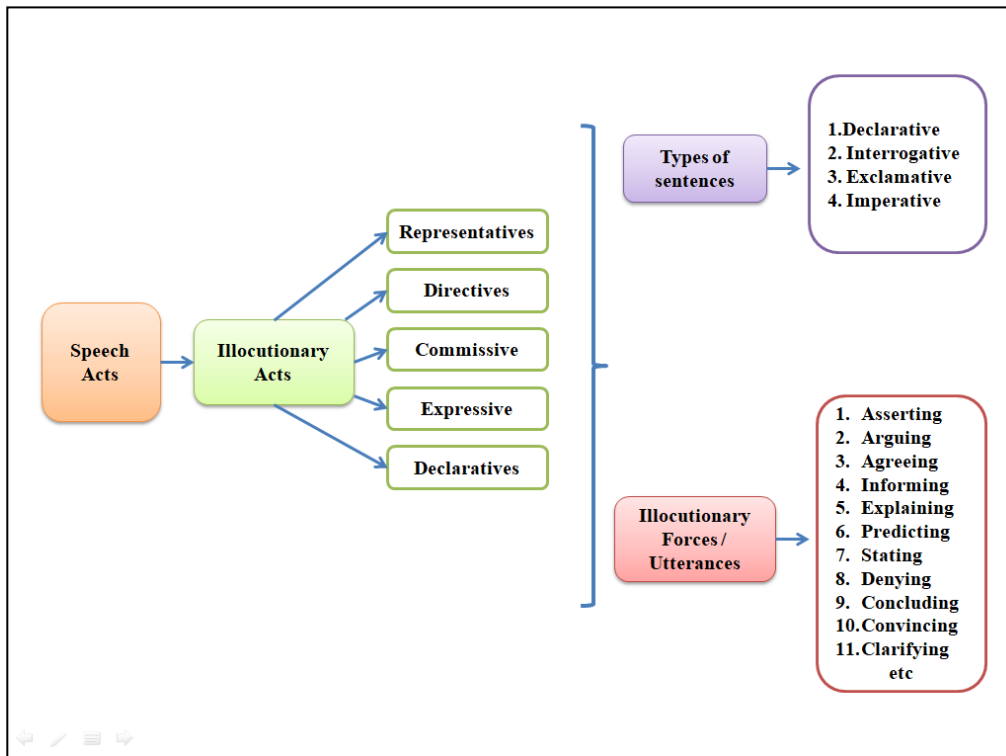 Speech
Acts
Illocutionary
Acts
Representatives
Directives
Commissive
Expressive
Declaratives
Types of
sentences
1.Declarative
2. Interrogative
3. Exclamative
4. Imperative
Illocutionary
Forces /
Utterances
1. Asserting
2. Arguing
3. Agreeing
4. Informing
5. Explaining
6. Predicting
7. Stating
8. Denying
9. Concluding
10.Convincing
11.Clarifying
etc